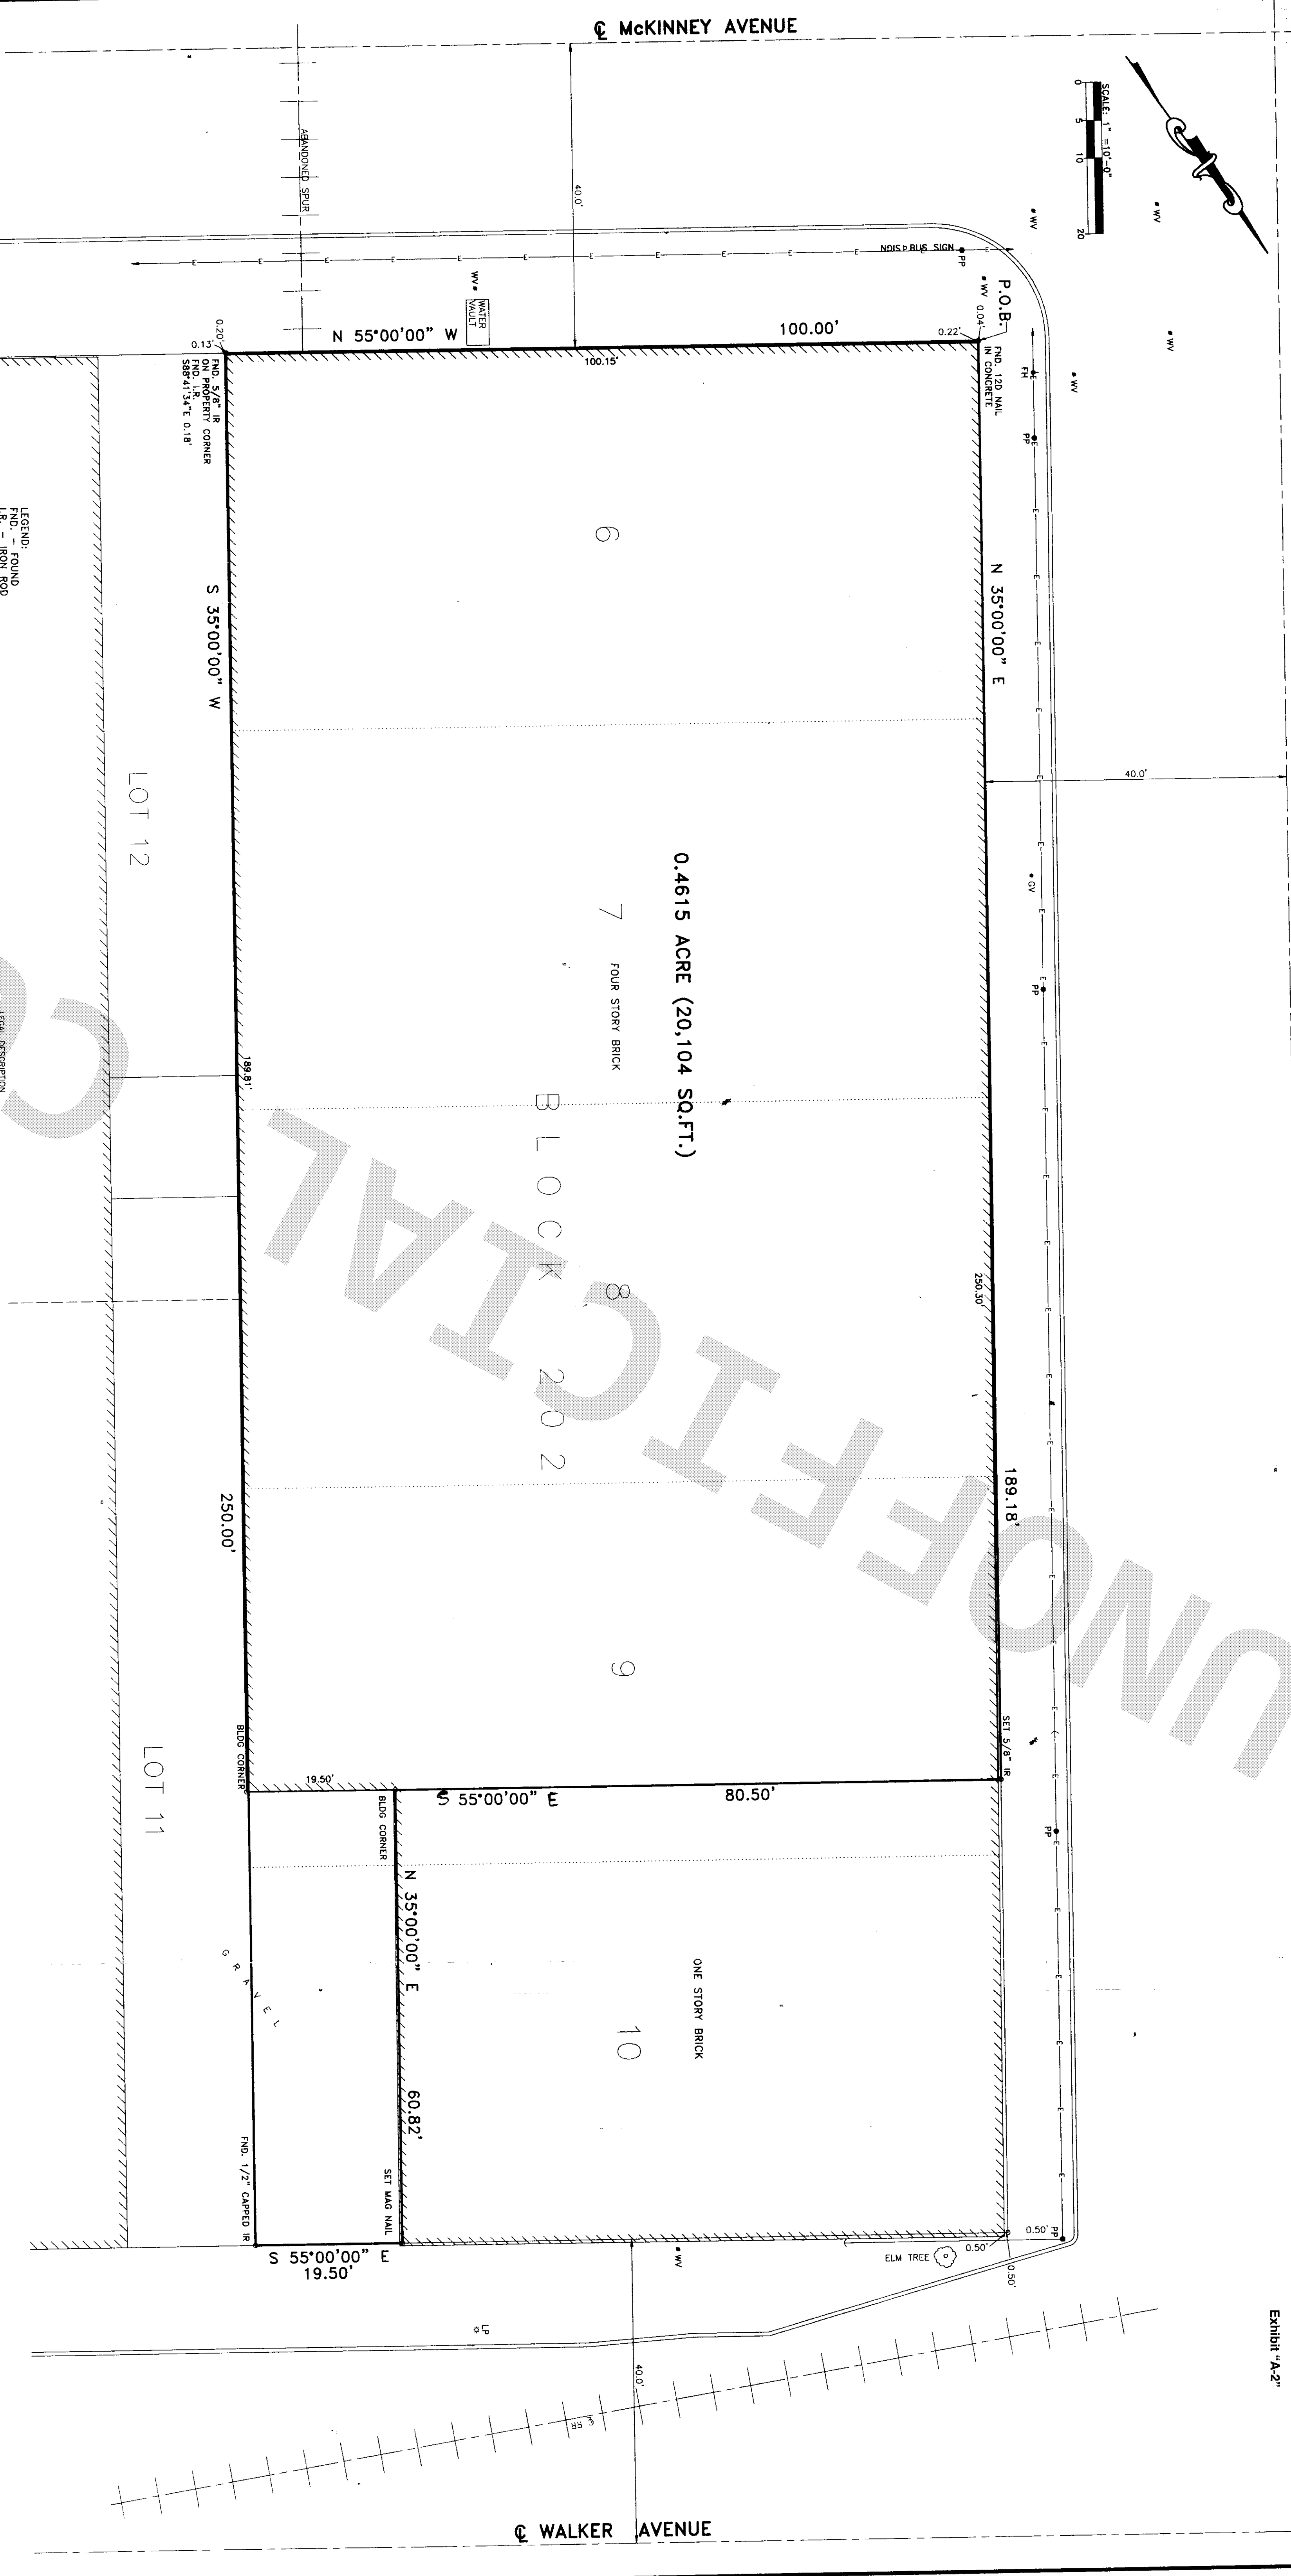 ℄ McKINNEY AVENUE
SCALE: 1" =10'-0"
0 5 10 20
ABANDONED SPUR
40.0'
WV
WV
WV
WV
BUS SIGN
PP
WV
WATER
VAULT
WV
P.O.B.
0.04'
0.22'
N 55°00'00" W
100.00'
100.15'
0.20'
0.13'
FND. 5/8" IR
ON PROPERTY CORNER
FND. I.R.
S88°41'34"E 0.18'
FND. 12D NAIL
IN CONCRETE
FH
PP
LEGEND:
FND. - FOUND
I.R. - IRON ROD
6
N 35°00'00" E
S 35°00'00" W
40.0'
LOT 12
0.4615 ACRE (20,104 SQ.FT.)
7
FOUR STORY BRICK
GV
PP
LEGAL DESCRIPTION
189.81'
BLOCK 202
8
250.30'
250.00'
189.18'
9
SET 5/8" IR
BLDG CORNER
19.50'
S 55°00'00" E
80.50'
BLDG CORNER
PP
LOT 11
N 35°00'00" E
60.82'
GRAVEL
10
ONE STORY BRICK
FND. 1/2" CAPPED IR
SET MAG NAIL
S 55°00'00" E
19.50'
WV
ELM TREE
0.50'
0.50'
0.50'
PP
LP
40.0'
℄ RR
Exhibit "A-2"
℄ WALKER AVENUE
UNOFFICIAL CO